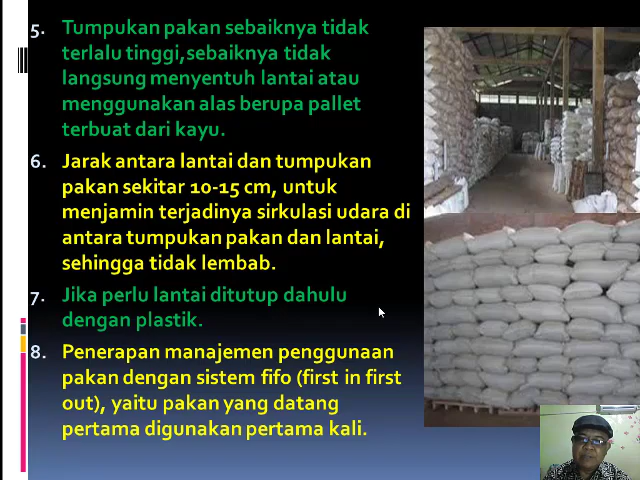 5. Tumpukan pakan sebaiknya tidak
terlalu tinggi,sebaiknya tidak
langsung menyentuh lantai atau
menggunakan alas berupa pallet
terbuat dari kayu.
6. Jarak antara lantai dan tumpukan
pakan sekitar 10-15 cm, untuk
menjamin terjadinya sirkulasi udara di
antara tumpukan pakan dan lantai,
sehingga tidak lembab.
7. Jika perlu lantai ditutup dahulu
dengan plastik.
8. Penerapan manajemen penggunaan
pakan dengan sistem fifo (first in first
out), yaitu pakan yang datang
pertama digunakan pertama kali.